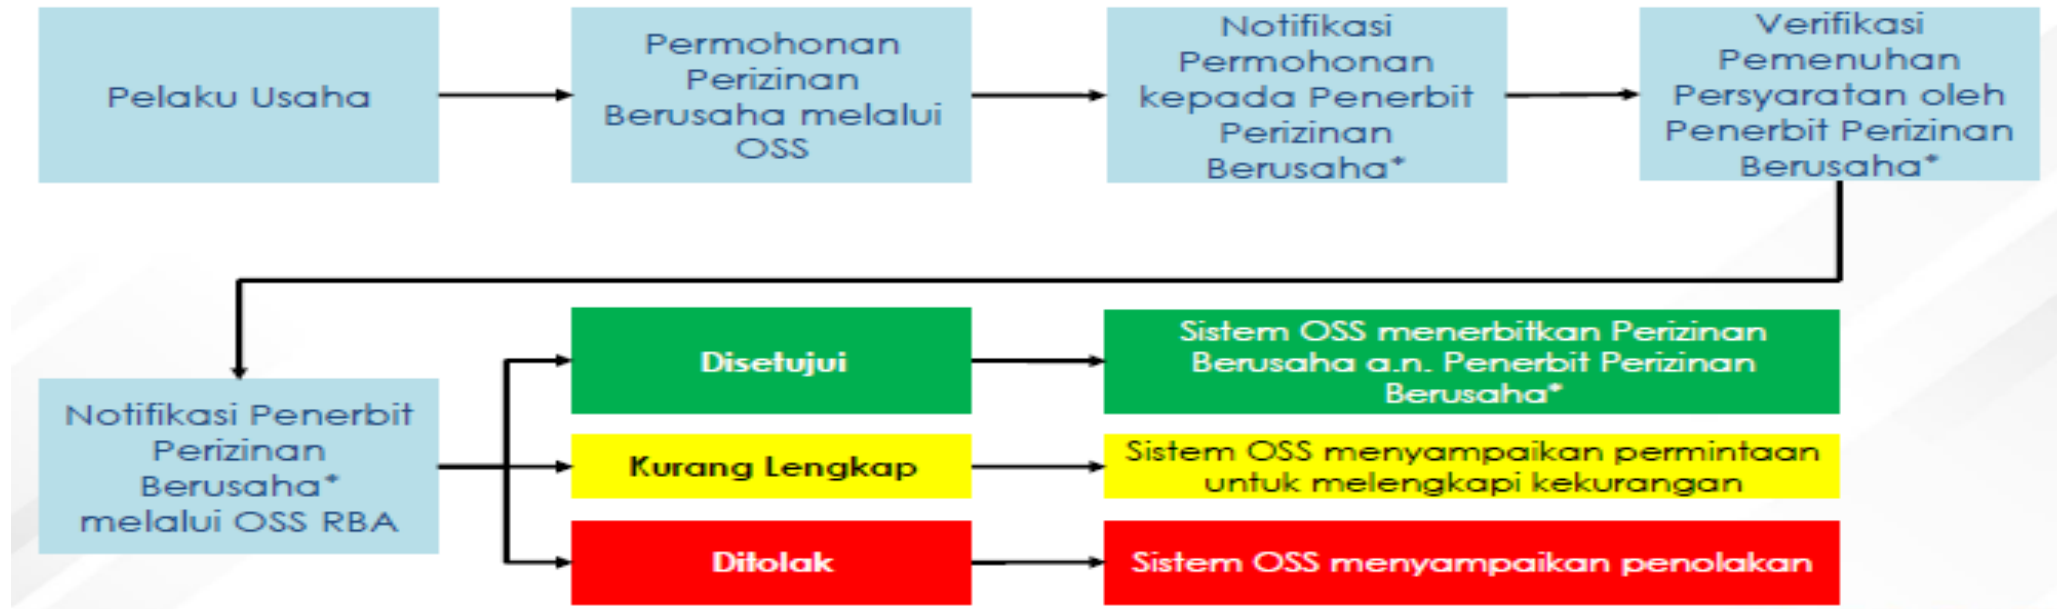 Pelaku Usaha
Permohonan
Perizinan
Berusaha melalui
OSS
Notifikasi
Permohonan
kepada Penerbit
Perizinan
Berusaha*
Verifikasi
Pemenuhan
Persyaratan oleh
Penerbit Perizinan
Berusaha*
Notifikasi Penerbit
Perizinan
Berusaha*
melalui OSS RBA
Disetujui
Sistem OSS menerbitkan Perizinan
Berusaha a.n. Penerbit Perizinan
Berusaha*
Kurang Lengkap
Sistem OSS menyampaikan permintaan
untuk melengkapi kekurangan
Ditolak
Sistem OSS menyampaikan penolakan